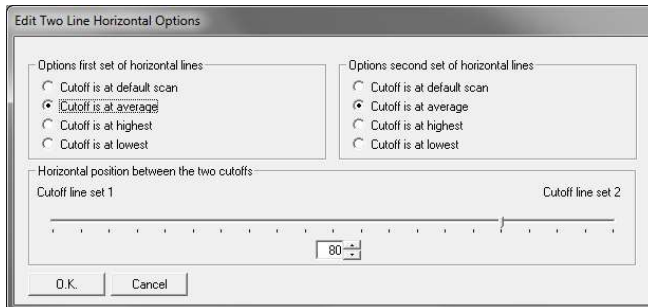 Edit Two Line Horizontal Options
Options first set of horizontal lines
Cutoff is at default scan
Cutoff is at average
Cutoff is at highest
Cutoff is at lowest
Options second set of horizontal lines
Cutoff is at default scan
Cutoff is at average
Cutoff is at highest
Cutoff is at lowest
Horizontal position between the two cutoffs
Cutoff line set 1
Cutoff line set 2
80
O.K.
Cancel